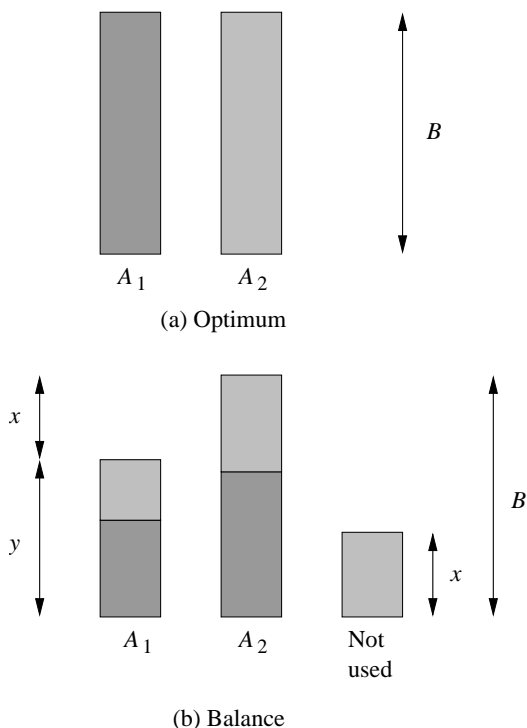 B
A1 A2
(a) Optimum
x
y
B
x
A1 A2 Not
used
(b) Balance